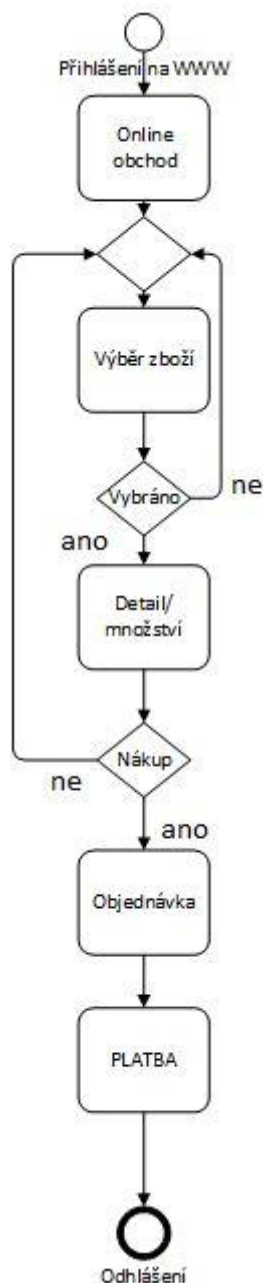 Přihlášení na WWW
Online
obchod
Výběr zboží
Vybráno
ne
ano
Detail/
množství
Nákup
ne
ano
Objednávka
PLATBA
Odhlášení